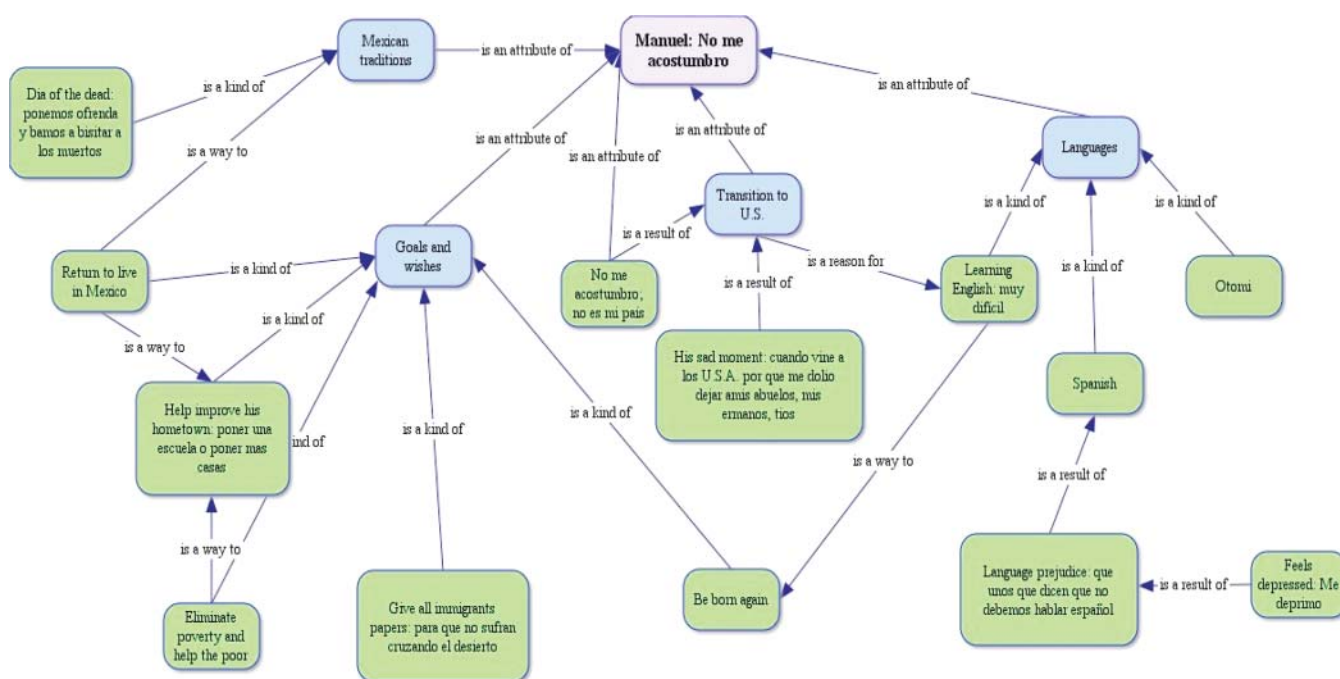 Mexican
traditions
is an attribute of
Manuel: No me
acostumbro
is a kind of
Dia of the dead:
ponemos ofrenda
y bamos a bisitar a
los muertos
is a way to
is an attribute of
is an attribute of
is an attribute of
is an attribute of
Languages
Transition to
U.S.
is a kind of
is a kind of
is a result of
Goals and
wishes
Return to live
in Mexico
is a kind of
is a reason for
No me
acostumbro;
no es mi pais
is a result of
Learning
English: muy
difícil
is a kind of
Otomi
is a kind of
is a way to
His sad moment: cuando vine a
los U.S.A. por que me dolio
dejar amis abuelos, mis
ermanos, tios
Spanish
Help improve his
hometown: poner una
escuela o poner mas
casas
ind of
is a kind of
is a kind of
is a way to
is a result of
is a way to
Eliminate
poverty and
help the poor
Give all immigrants
papers: para que no sufran
cruzando el desierto
Be born again
Language prejudice: que
unos que dicen que no
debemos hablar español
is a result of
Feels
depressed: Me
deprimo